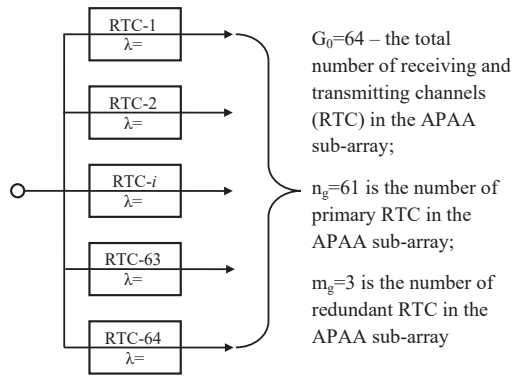 RTC-1
λ=
RTC-2
λ=
RTC-i
λ=
RTC-63
λ=
RTC-64
λ=
G₀=64 – the total
number of receiving and
transmitting channels
(RTC) in the APAA
sub-array;
n₉=61 is the number of
primary RTC in the
APAA sub-array;
m₉=3 is the number of
redundant RTC in the
APAA sub-array